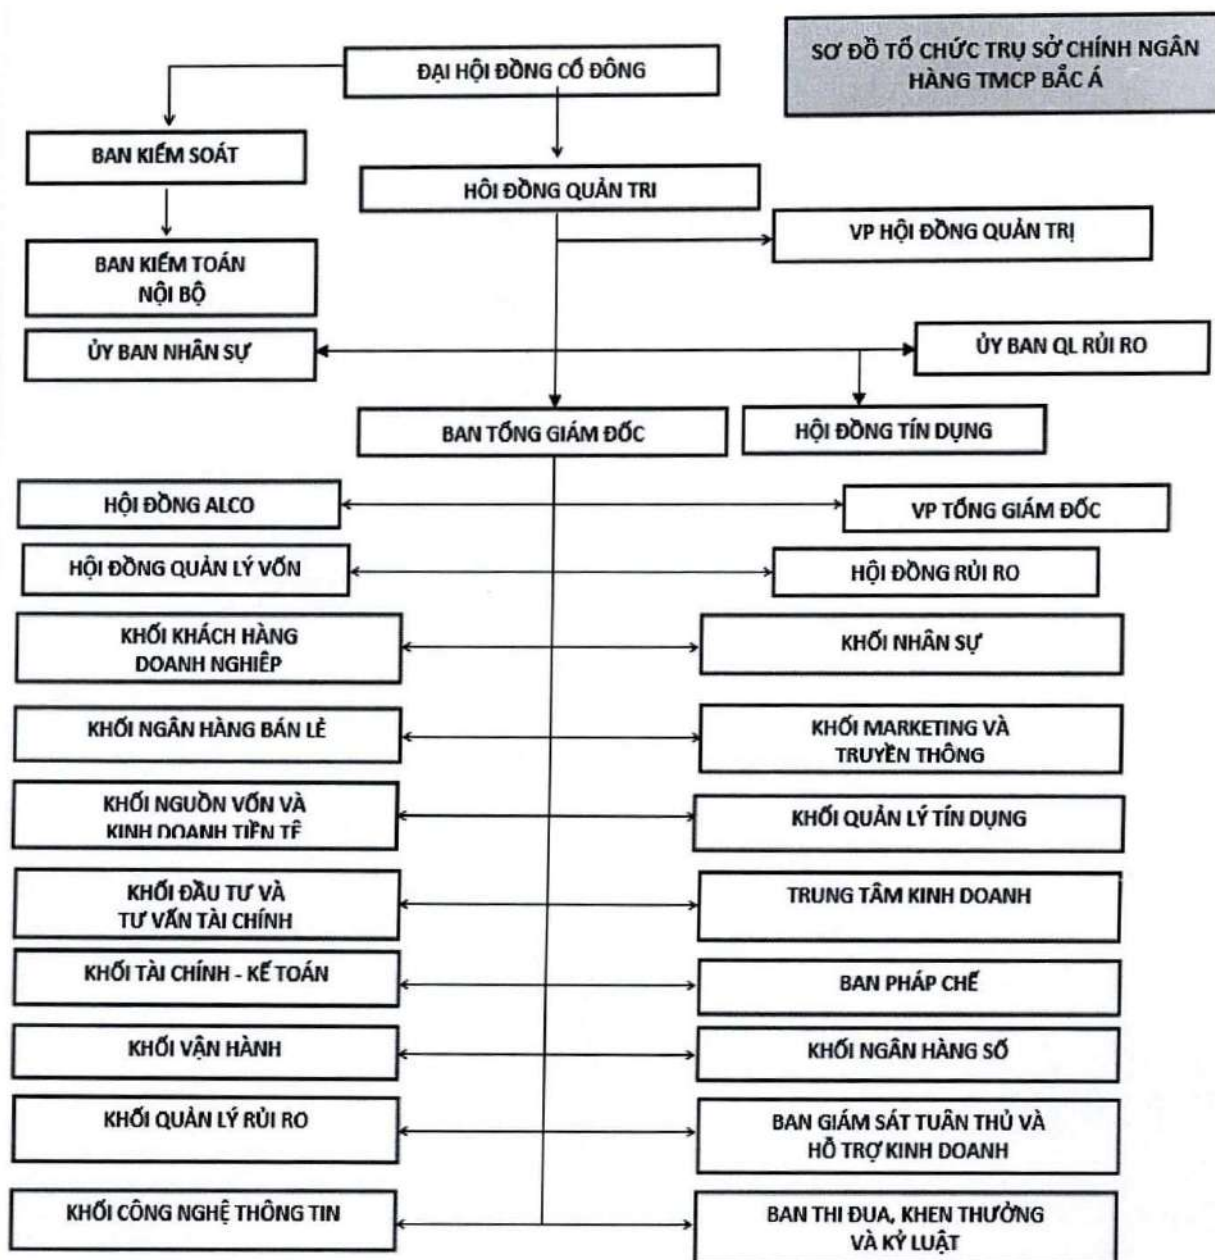 SƠ ĐỒ TỔ CHỨC TRỤ SỞ CHÍNH NGÂN
HÀNG TMCP BẮC Á
ĐẠI HỘI ĐỒNG CỔ ĐÔNG
BAN KIỂM SOÁT
HÔI ĐỒNG QUẢN TRI
VP HỘI ĐỒNG QUẢN TRỊ
BAN KIỂM TOÁN
NỘI BỘ
ỦY BAN NHÂN SỰ
ỦY BAN QL RỦI RO
BAN TỔNG GIÁM ĐỐC
HỘI ĐỒNG TÍN DỤNG
HỘI ĐỒNG ALCO
VP TỔNG GIÁM ĐỐC
HỘI ĐỒNG QUẢN LÝ VỐN
HỘI ĐỒNG RỦI RO
KHỐI KHÁCH HÀNG
DOANH NGHIÊP
KHỐI NHÂN SỰ
KHỐI NGÂN HÀNG BÁN LẺ
KHỐI MARKETING VÀ
TRUYỀN THÔNG
KHỐI NGUỒN VỐN VÀ
KINH DOANH TIỀN TÊ
KHỐI QUẢN LÝ TÍN DỤNG
KHỐI ĐẦU TƯ VÀ
TƯ VẤN TÀI CHÍNH
TRUNG TÂM KINH DOANH
KHỐI TÀI CHÍNH - KẾ TOÁN
BAN PHÁP CHẾ
KHỐI VẬN HÀNH
KHỐI NGÂN HÀNG SỐ
KHỐI QUẢN LÝ RỦI RO
BAN GIÁM SÁT TUÂN THỦ VÀ
HỖ TRỢ KINH DOANH
KHỐI CÔNG NGHỆ THÔNG TIN
BAN THI ĐUA, KHEN THƯỞNG
VÀ KỶ LUẬT